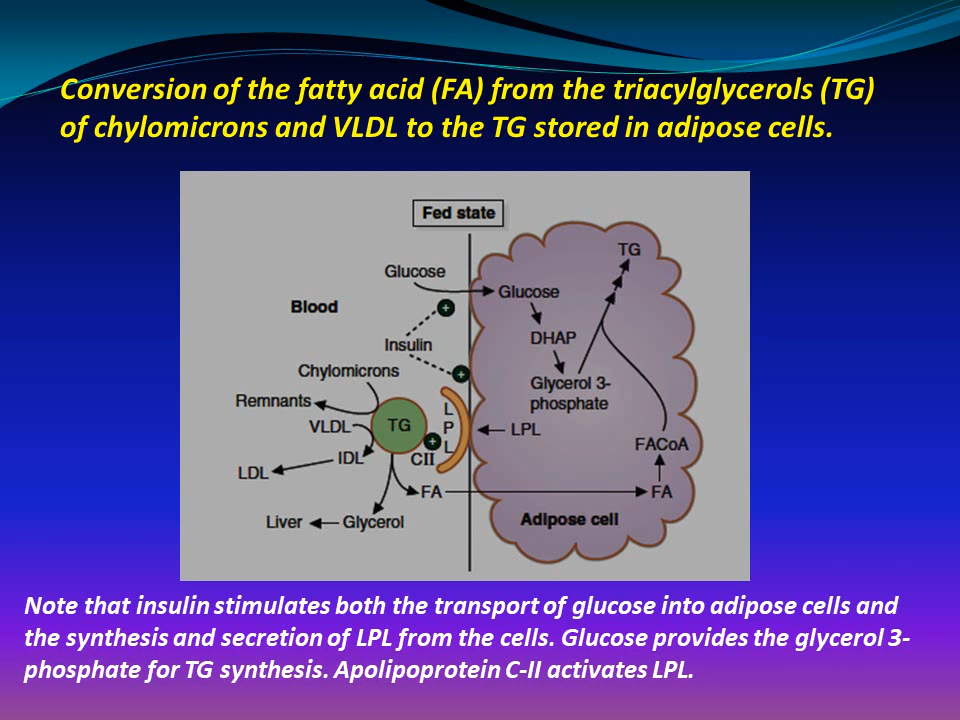 Conversion of the fatty acid (FA) from the triacylglycerols (TG)
of chylomicrons and VLDL to the TG stored in adipose cells.
Fed state
TG
Glucose
Glucose
Blood
DHAP
Insulin
Chylomicrons
Glycerol 3-
phosphate
Remnants
VLDL
TG
L
P
L
LPL
CII
FACoA
IDL
LDL
FA
FA
Liver
Glycerol
Adipose cell
Note that insulin stimulates both the transport of glucose into adipose cells and
the synthesis and secretion of LPL from the cells. Glucose provides the glycerol 3-
phosphate for TG synthesis. Apolipoprotein C-II activates LPL.